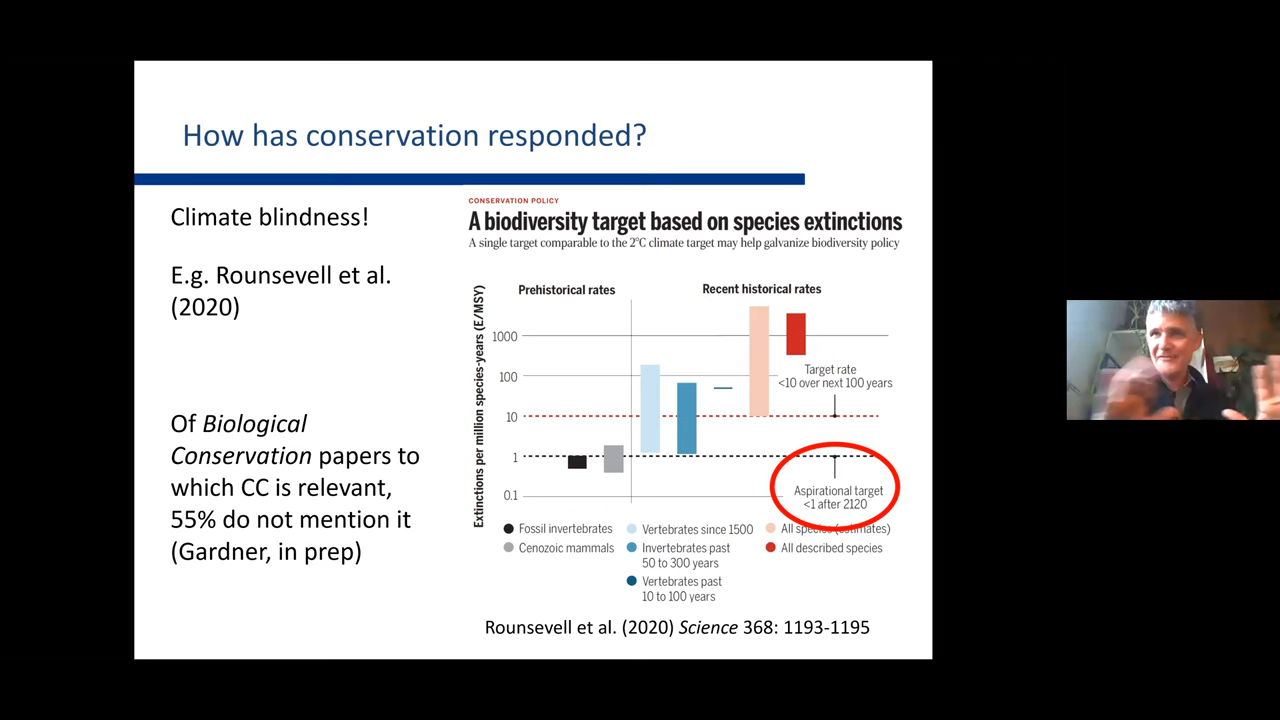 How has conservation responded?
Climate blindness!
E.g. Rounsevell et al.
(2020)
Of Biological
Conservation papers to
which CC is relevant,
55% do not mention it
(Gardner, in prep)
CONSERVATION POLICY
A biodiversity target based on species extinctions
A single target comparable to the 2°C climate target may help galvanize biodiversity policy
Prehistorical rates
Recent historical rates
Extinctions per million species-years (E/MSY)
1000
100
10
1
0.1
Target rate
<10 over next 100 years
Aspirational target
<1 after 2120
Fossil invertebrates
Cenozoic mammals
Vertebrates since 1500
Invertebrates past
50 to 300 years
Vertebrates past
10 to 100 years
All species (estimates)
All described species
Rounsevell et al. (2020) Science 368: 1193-1195